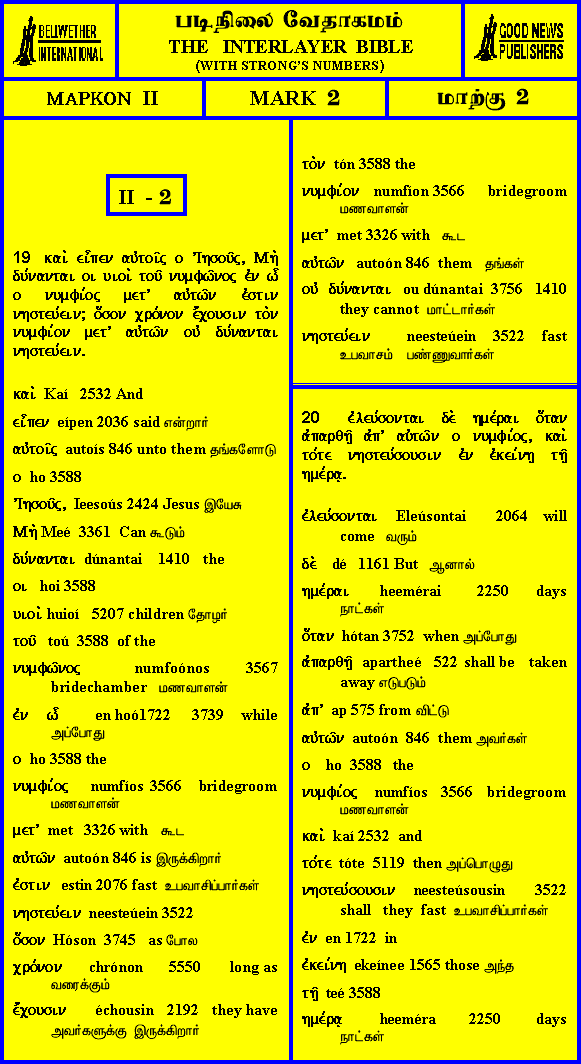 BELLWETHER
INTERNATIONAL
படிநிலை வேதாகமம்
THE INTERLAYER BIBLE
(WITH STRONG'S NUMBERS)
GOOD NEWS
PUBLISHERS
ΜΑΡΚΟΝ II
MARK 2
மாற்கு 2
II - 2
19 καὶ εἶπεν αὐτοῖς ο Ἰησοῦς, Μὴ
δύνανται οι υιοὶ τοῦ νυμφῶνος ἐν ᾧ
ο νυμφίος μετ' αὐτῶν ἐστιν
νηστεύειν; ὅσον χρόνον ἔχουσιν τὸν
νυμφίον μετ' αὐτῶν οὐ δύνανται
νηστεύειν.
καὶ Kaí 2532 And
εἶπεν eípen 2036 said என்றார்
αὐτοῖς autoís 846 unto them தங்களோடு
ο ho 3588
Ἰησοῦς, Ieesoús 2424 Jesus இயேசு
Μὴ Meé 3361 Can கூடும்
δύνανται dúnantai 1410 the
οι hoi 3588
υιοὶ huioí 5207 children தோழர்
τοῦ toú 3588 of the
νυμφῶνος numfoónos 3567
bridechamber மணவாளன்
ἐν ᾧ en hoó1722 3739 while
அப்போது
ο ho 3588 the
νυμφίος numfíos 3566 bridegroom
மணவாளன்
μετ' met 3326 with கூட
αὐτῶν autoón 846 is இருக்கிறார்
ἐστιν estin 2076 fast உபவாசிப்பார்கள்
νηστεύειν neesteúein 3522
ὅσον Hóson 3745 as போல
χρόνον chrónon 5550 long as
வரைக்கும்
ἔχουσιν échousin 2192 they have
அவர்களுக்கு இருக்கிறார்
τὸν tón 3588 the
νυμφίον numfíon 3566 bridegroom
மணவாளன்
μετ' met 3326 with கூட
αὐτῶν autoón 846 them தங்கள்
οὐ δύνανται ou dúnantai 3756 1410
they cannot மாட்டார்கள்
νηστεύειν neesteúein 3522 fast
உபவாசம் பண்ணுவார்கள்
20 ἐλεύσονται δὲ ημέραι ὅταν
ἀπαρθῇ ἀπ' αὐτῶν ο νυμφίος, καὶ
τότε νηστεύσουσιν ἐν ἐκείνῃ τῇ
ημέρᾳ.
ἐλεύσονται Eleúsontai 2064 will
come வரும்
δὲ dé 1161 But ஆனால்
ημέραι heemérai 2250 days
நாட்கள்
ὅταν hótan 3752 when அப்போது
ἀπαρθῇ apartheé 522 shall be taken
away எடுபடும்
ἀπ' ap 575 from விட்டு
αὐτῶν autoón 846 them அவர்கள்
ο ho 3588 the
νυμφίος numfíos 3566 bridegroom
மணவாளன்
καὶ kaí 2532 and
τότε tóte 5119 then அப்பொழுது
νηστεύσουσιν neesteúsousin 3522
shall they fast உபவாசிப்பார்கள்
ἐν en 1722 in
ἐκείνῃ ekeínee 1565 those அந்த
τῇ teé 3588
ημέρᾳ heeméra 2250 days
நாட்கள்